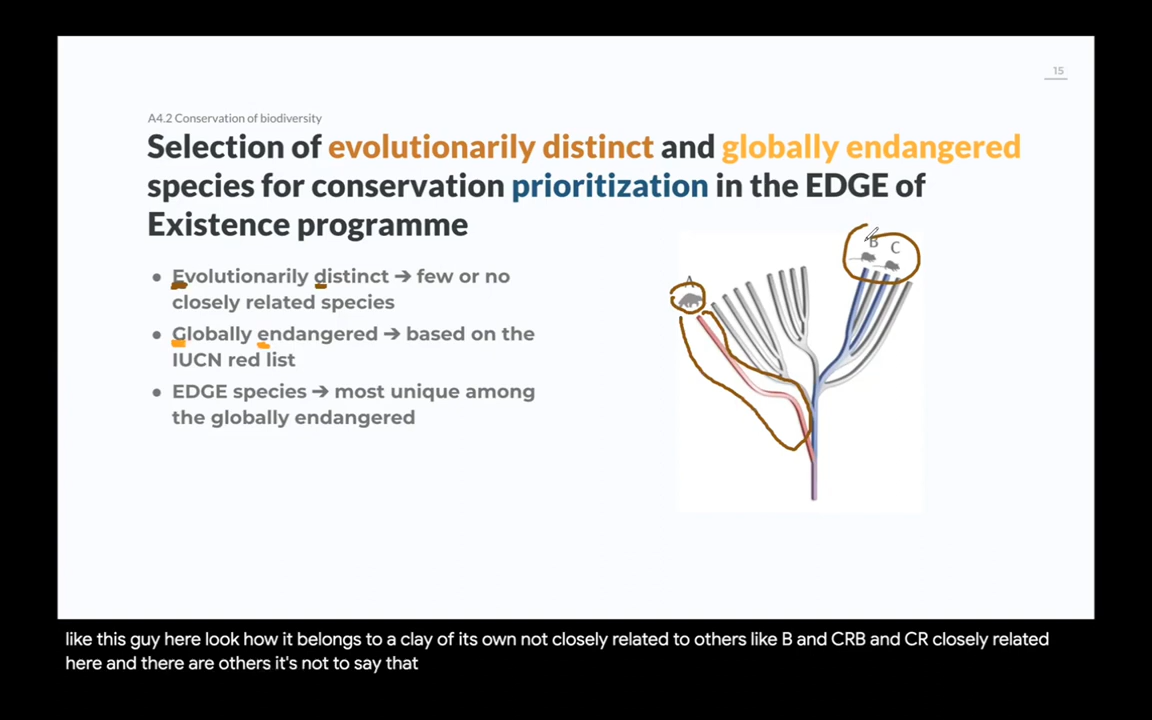 15
A4.2 Conservation of biodiversity
Selection of evolutionarily distinct and globally endangered
species for conservation prioritization in the EDGE of
Existence programme
• Evolutionarily distinct → few or no
closely related species
• Globally endangered → based on the
IUCN red list
• EDGE species → most unique among
the globally endangered
A
B C
like this guy here look how it belongs to a clay of its own not closely related to others like B and CRB and CR closely related
here and there are others it's not to say that